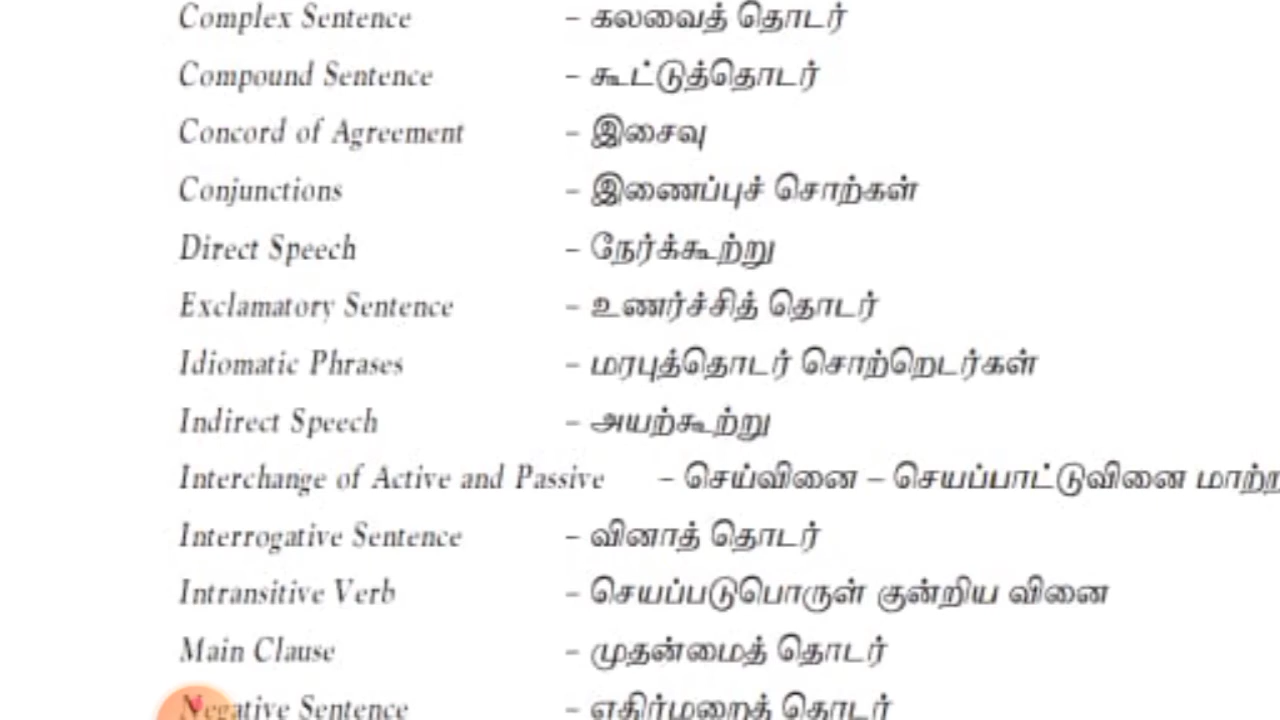 Complex Sentence – கலவைத் தொடர்
Compound Sentence – கூட்டுத்தொடர்
Concord of Agreement – இசைவு
Conjunctions – இணைப்புச் சொற்கள்
Direct Speech – நேர்க்கூற்று
Exclamatory Sentence – உணர்ச்சித் தொடர்
Idiomatic Phrases – மரபுத்தொடர் சொற்றெடர்கள்
Indirect Speech – அயற்கூற்று
Interchange of Active and Passive – செய்வினை – செயப்பாட்டுவினை
Interrogative Sentence – வினாத் தொடர்
Intransitive Verb – செயப்படுபொருள் குன்றிய வினை
Main Clause – முதன்மைத் தொடர்
Negative Sentence – எதிர்மறைத் தொடர்